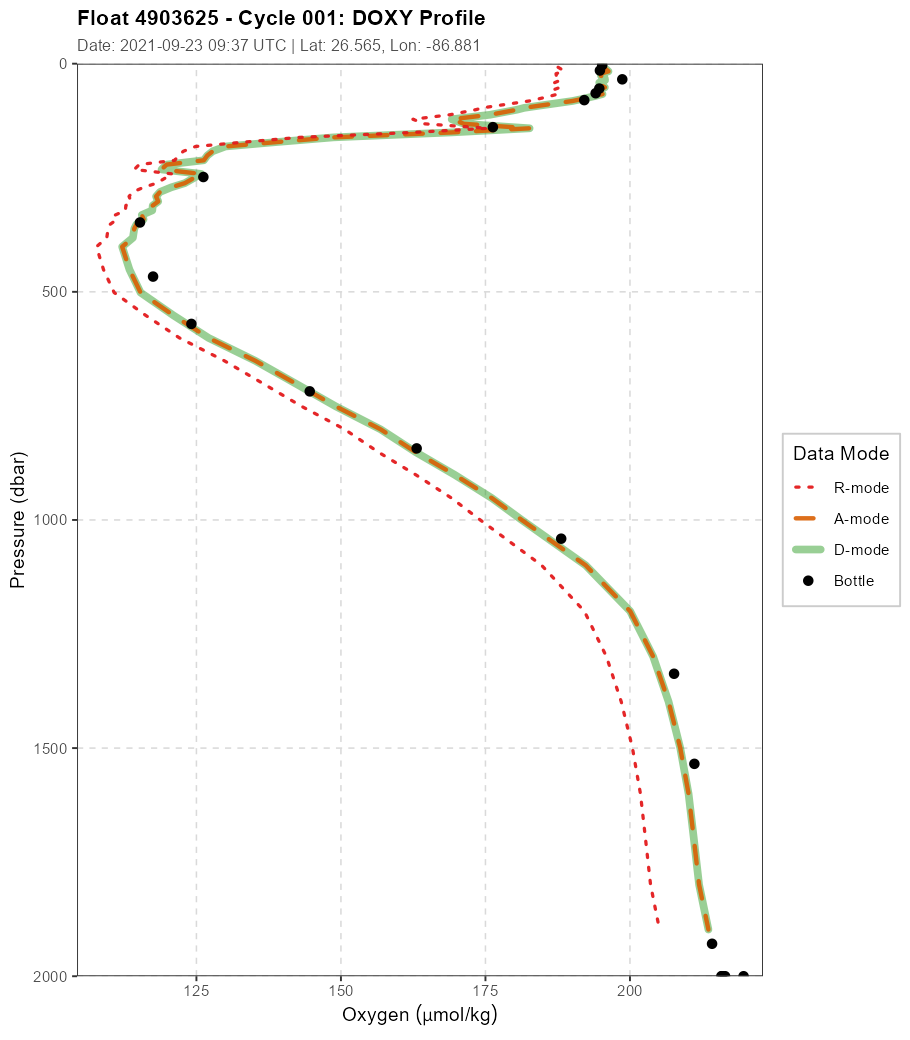 Float 4903625 - Cycle 001: DOXY Profile
Date: 2021-09-23 09:37 UTC | Lat: 26.565, Lon: -86.881
0
500
1000
1500
2000
Pressure (dbar)
125
150
175
200
Oxygen (μmol/kg)
Data Mode
R-mode
A-mode
D-mode
Bottle